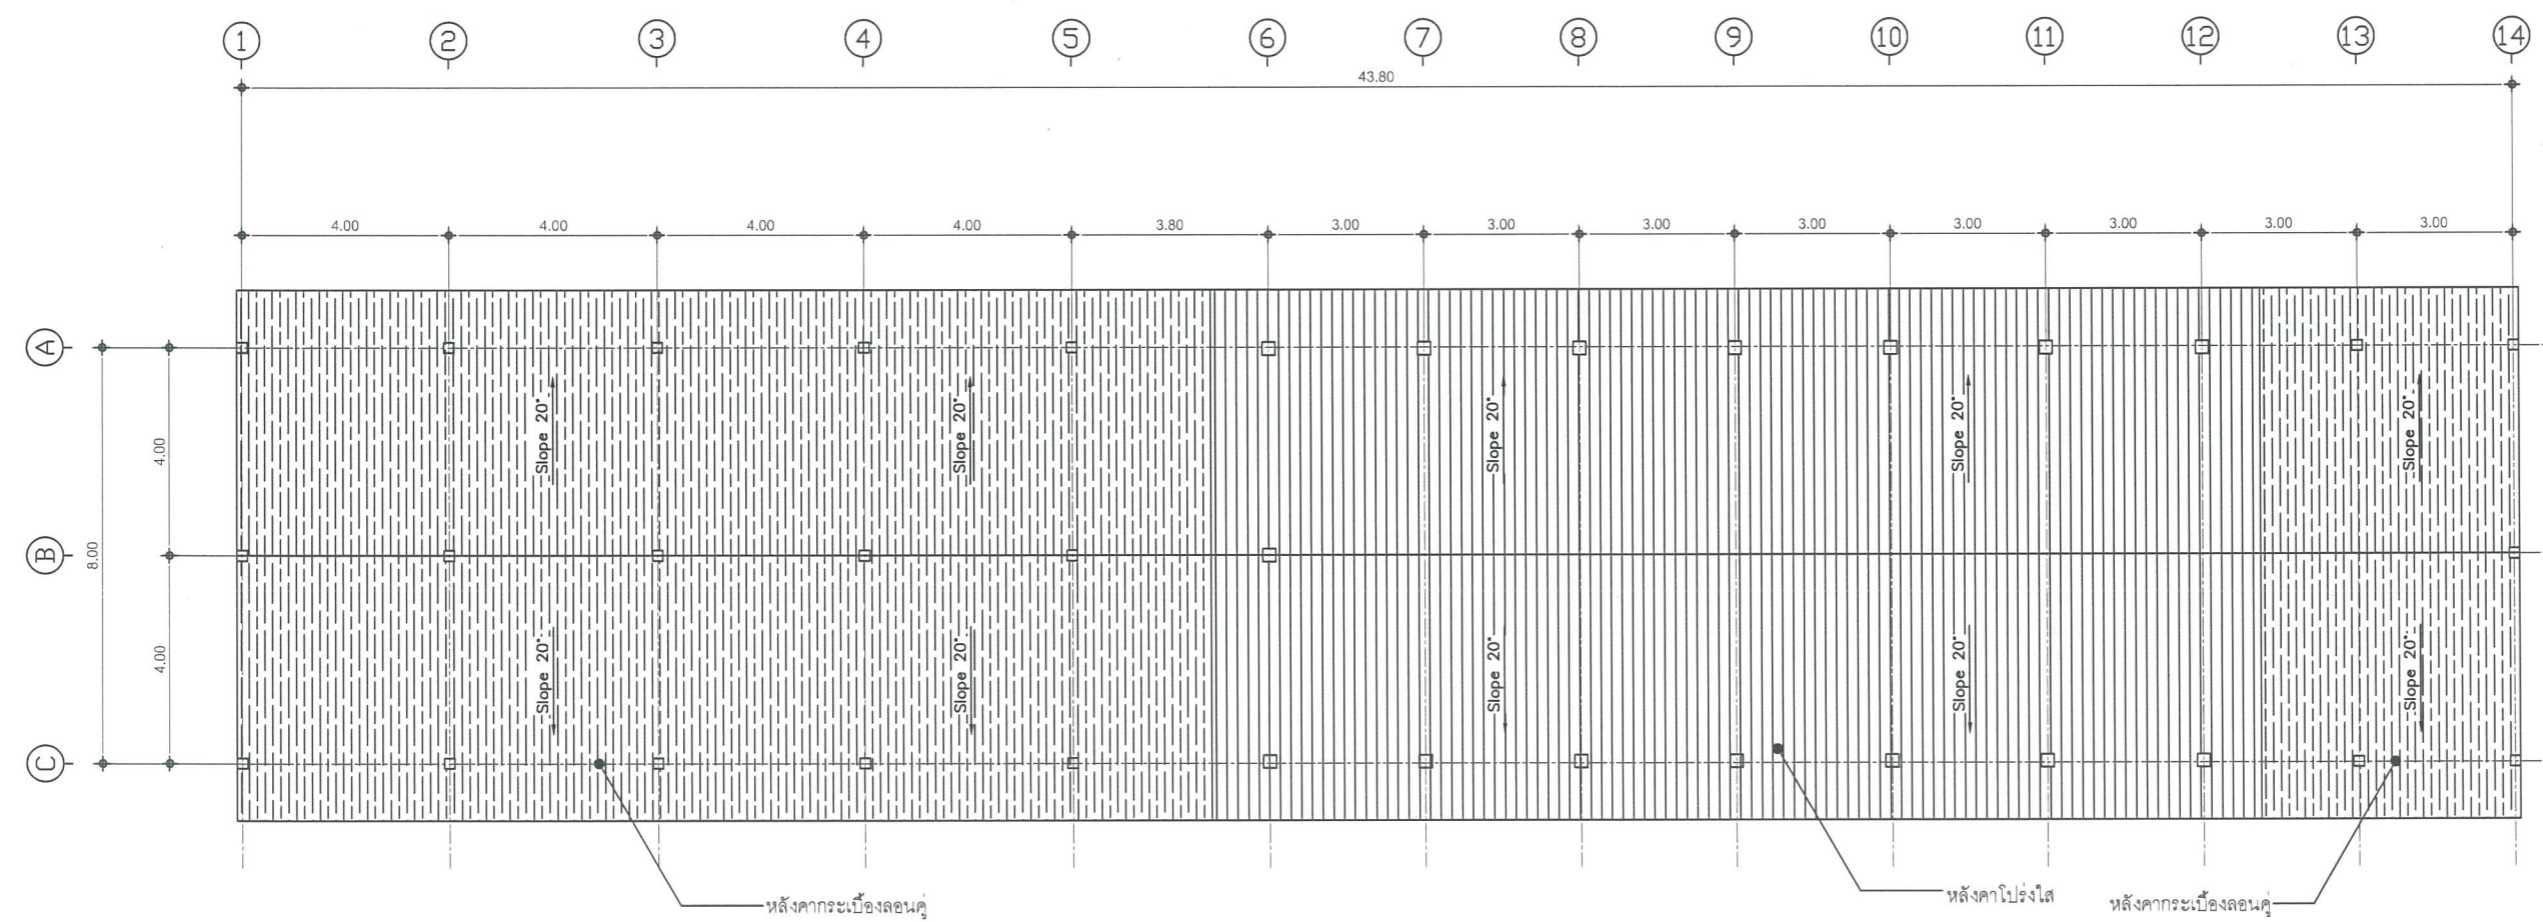 1 2 3 4 5 6 7 8 9 10 11 12 13 14
43.80
4.00 4.00 4.00 4.00 3.80 3.00 3.00 3.00 3.00 3.00 3.00 3.00 3.00
A
Slope 20° Slope 20° Slope 20° Slope 20° Slope 20°
4.00
B
8.00
4.00
Slope 20° Slope 20° Slope 20° Slope 20° Slope 20°
C
หลังคากระเบื้องลอนคู่ หลังคาโปร่งใส หลังคากระเบื้องลอนคู่